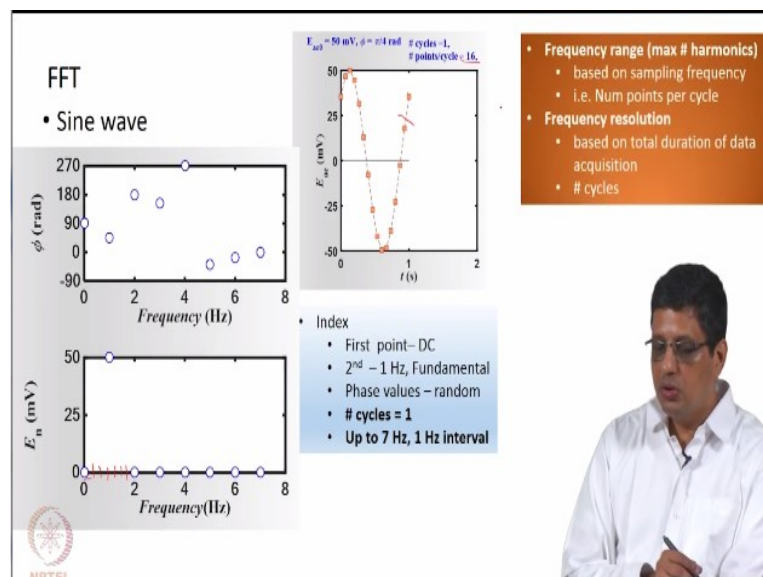 FFT
• Sine wave
270
180
90
0
-90
ϕ (rad)
0 2 4 6 8
Frequency (Hz)
50
25
0
E_n (mV)
0 2 4 6 8
Frequency(Hz)
E_ac0 = 50 mV, ϕ = π/4 rad # cycles =1,
# points/cycle = 16,
50
25
0
-25
-50
E_ac (mV)
0 1 2
t (s)
• Index
• First point– DC
• 2nd – 1 Hz, Fundamental
• Phase values – random
• # cycles = 1
• Up to 7 Hz, 1 Hz interval
• Frequency range (max # harmonics)
• based on sampling frequency
• i.e. Num points per cycle
• Frequency resolution
• based on total duration of data
acquisition
• # cycles
NPTEL